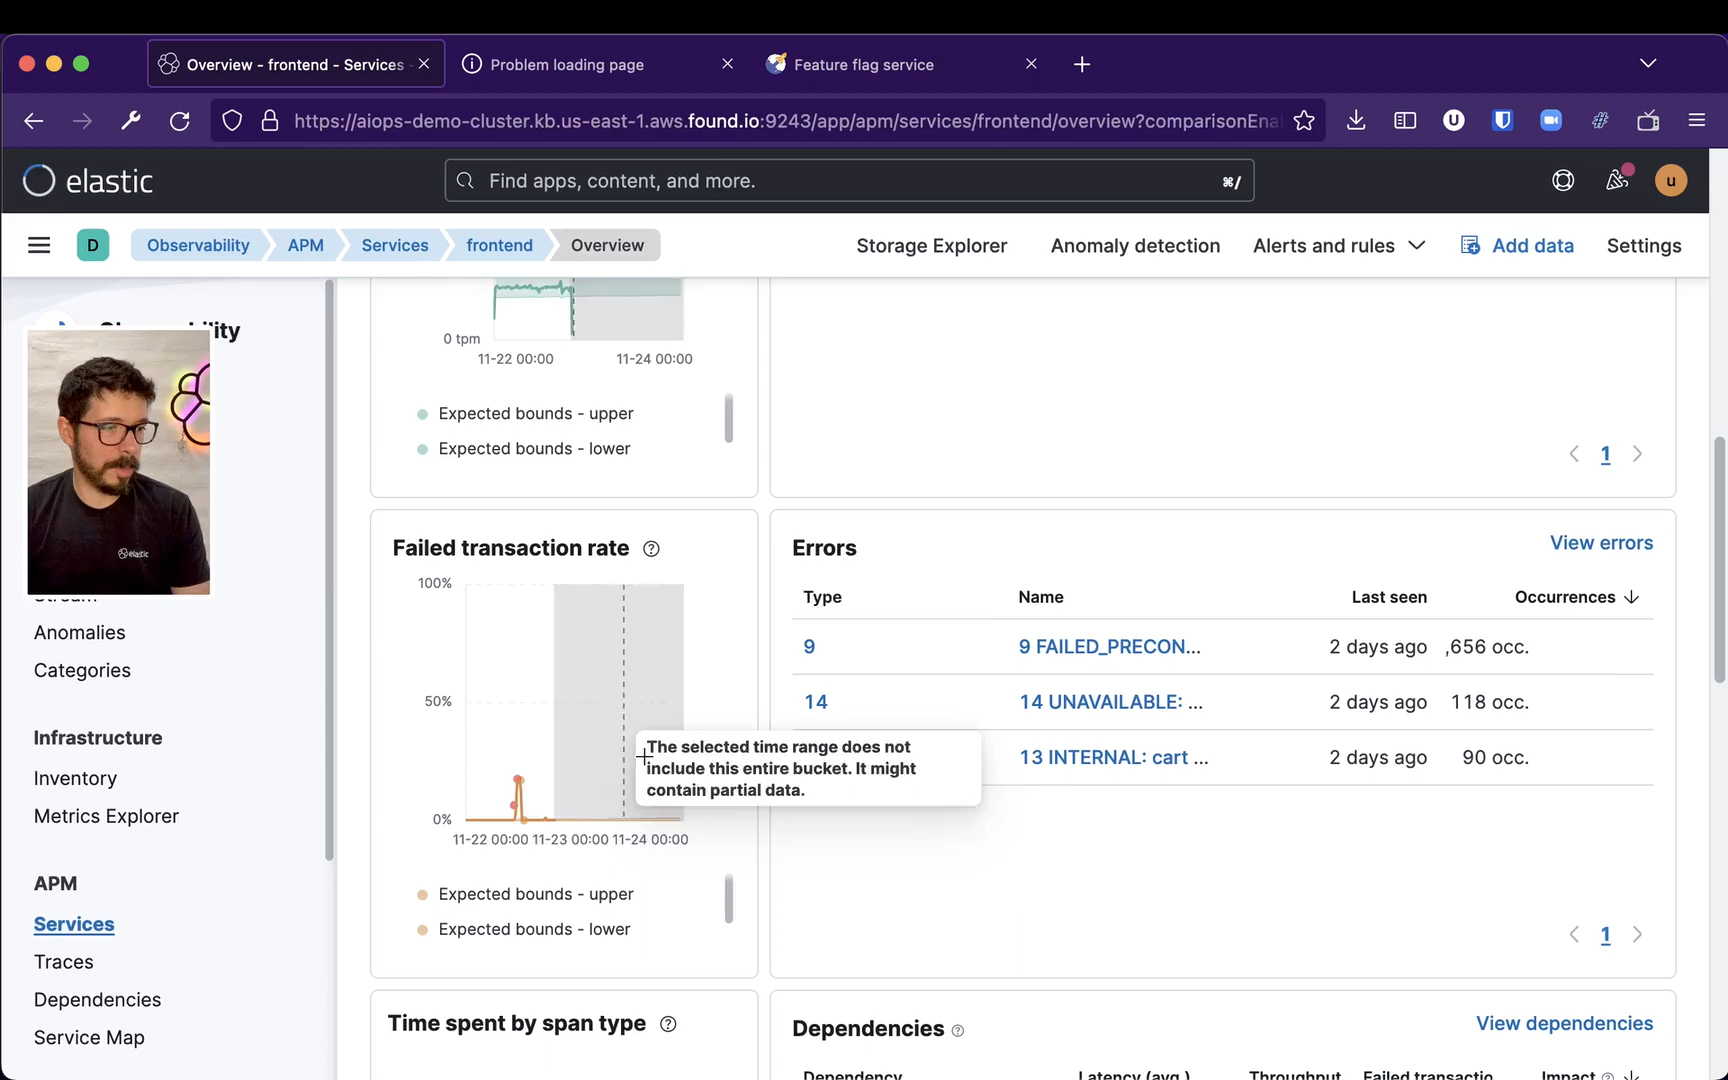 Overview - frontend - Services -
Problem loading page
Feature flag service
https://aiops-demo-cluster.kb.us-east-1.aws.found.io:9243/app/apm/services/frontend/overview?comparisonEna
elastic
Find apps, content, and more.
⌘/
u
D
Observability
APM
Services
frontend
Overview
Storage Explorer
Anomaly detection
Alerts and rules
Add data
Settings
elastic
Anomalies
Categories
Infrastructure
Inventory
Metrics Explorer
APM
Services
Traces
Dependencies
Service Map
0 tpm
11-22 00:00
11-24 00:00
Expected bounds - upper
Expected bounds - lower
1
Failed transaction rate
100%
50%
0%
11-22 00:00 11-23 00:00 11-24 00:00
Expected bounds - upper
Expected bounds - lower
The selected time range does not
include this entire bucket. It might
contain partial data.
Errors
View errors
Type
Name
Last seen
Occurrences
9
9 FAILED_PRECON...
2 days ago
,656 occ.
14
14 UNAVAILABLE: ...
2 days ago
118 occ.
13 INTERNAL: cart ...
2 days ago
90 occ.
1
Time spent by span type
Dependencies
View dependencies
Dependency
Latency (avg.)
Throughput
Failed transactio
Impact